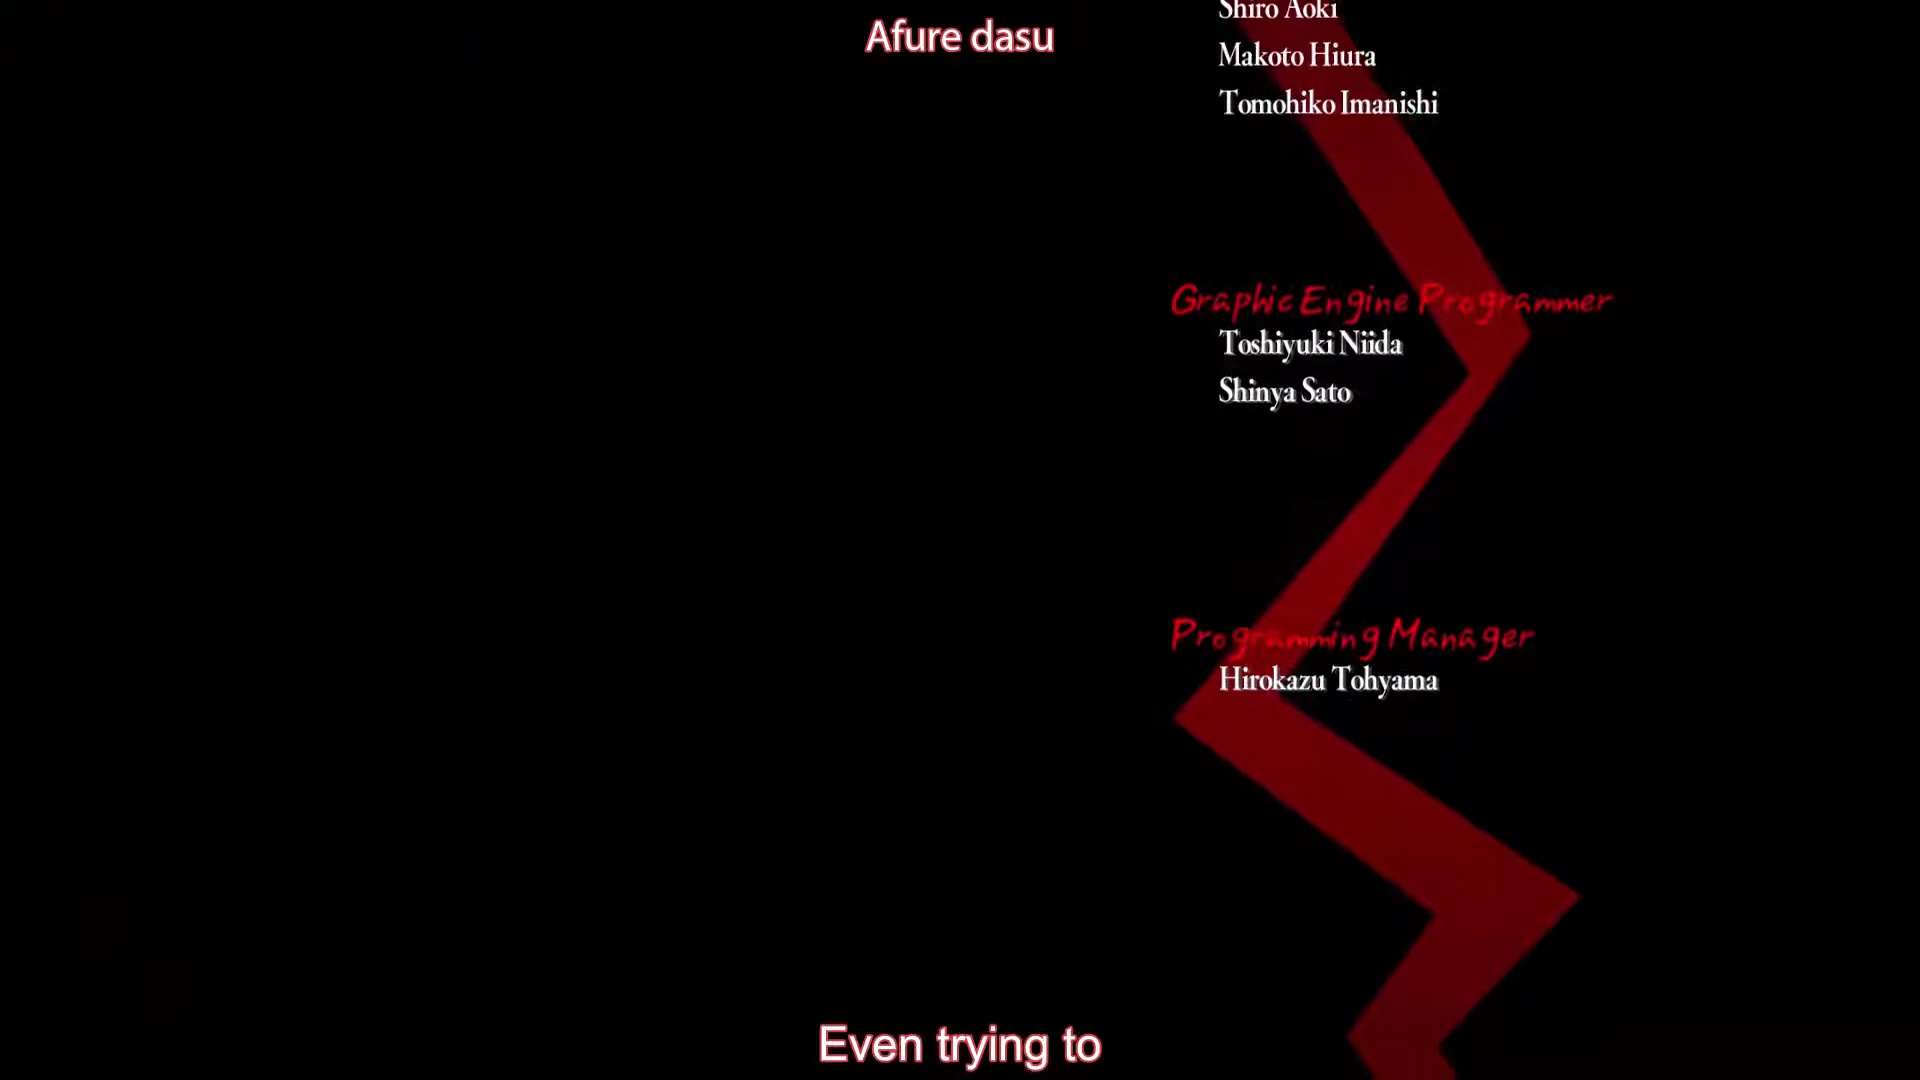 Afure dasu
Shiro Aoki
Makoto Hiura
Tomohiko Imanishi
Graphic Engine Programmer
Toshiyuki Niida
Shinya Sato
Programming Manager
Hirokazu Tohyama
Even trying to